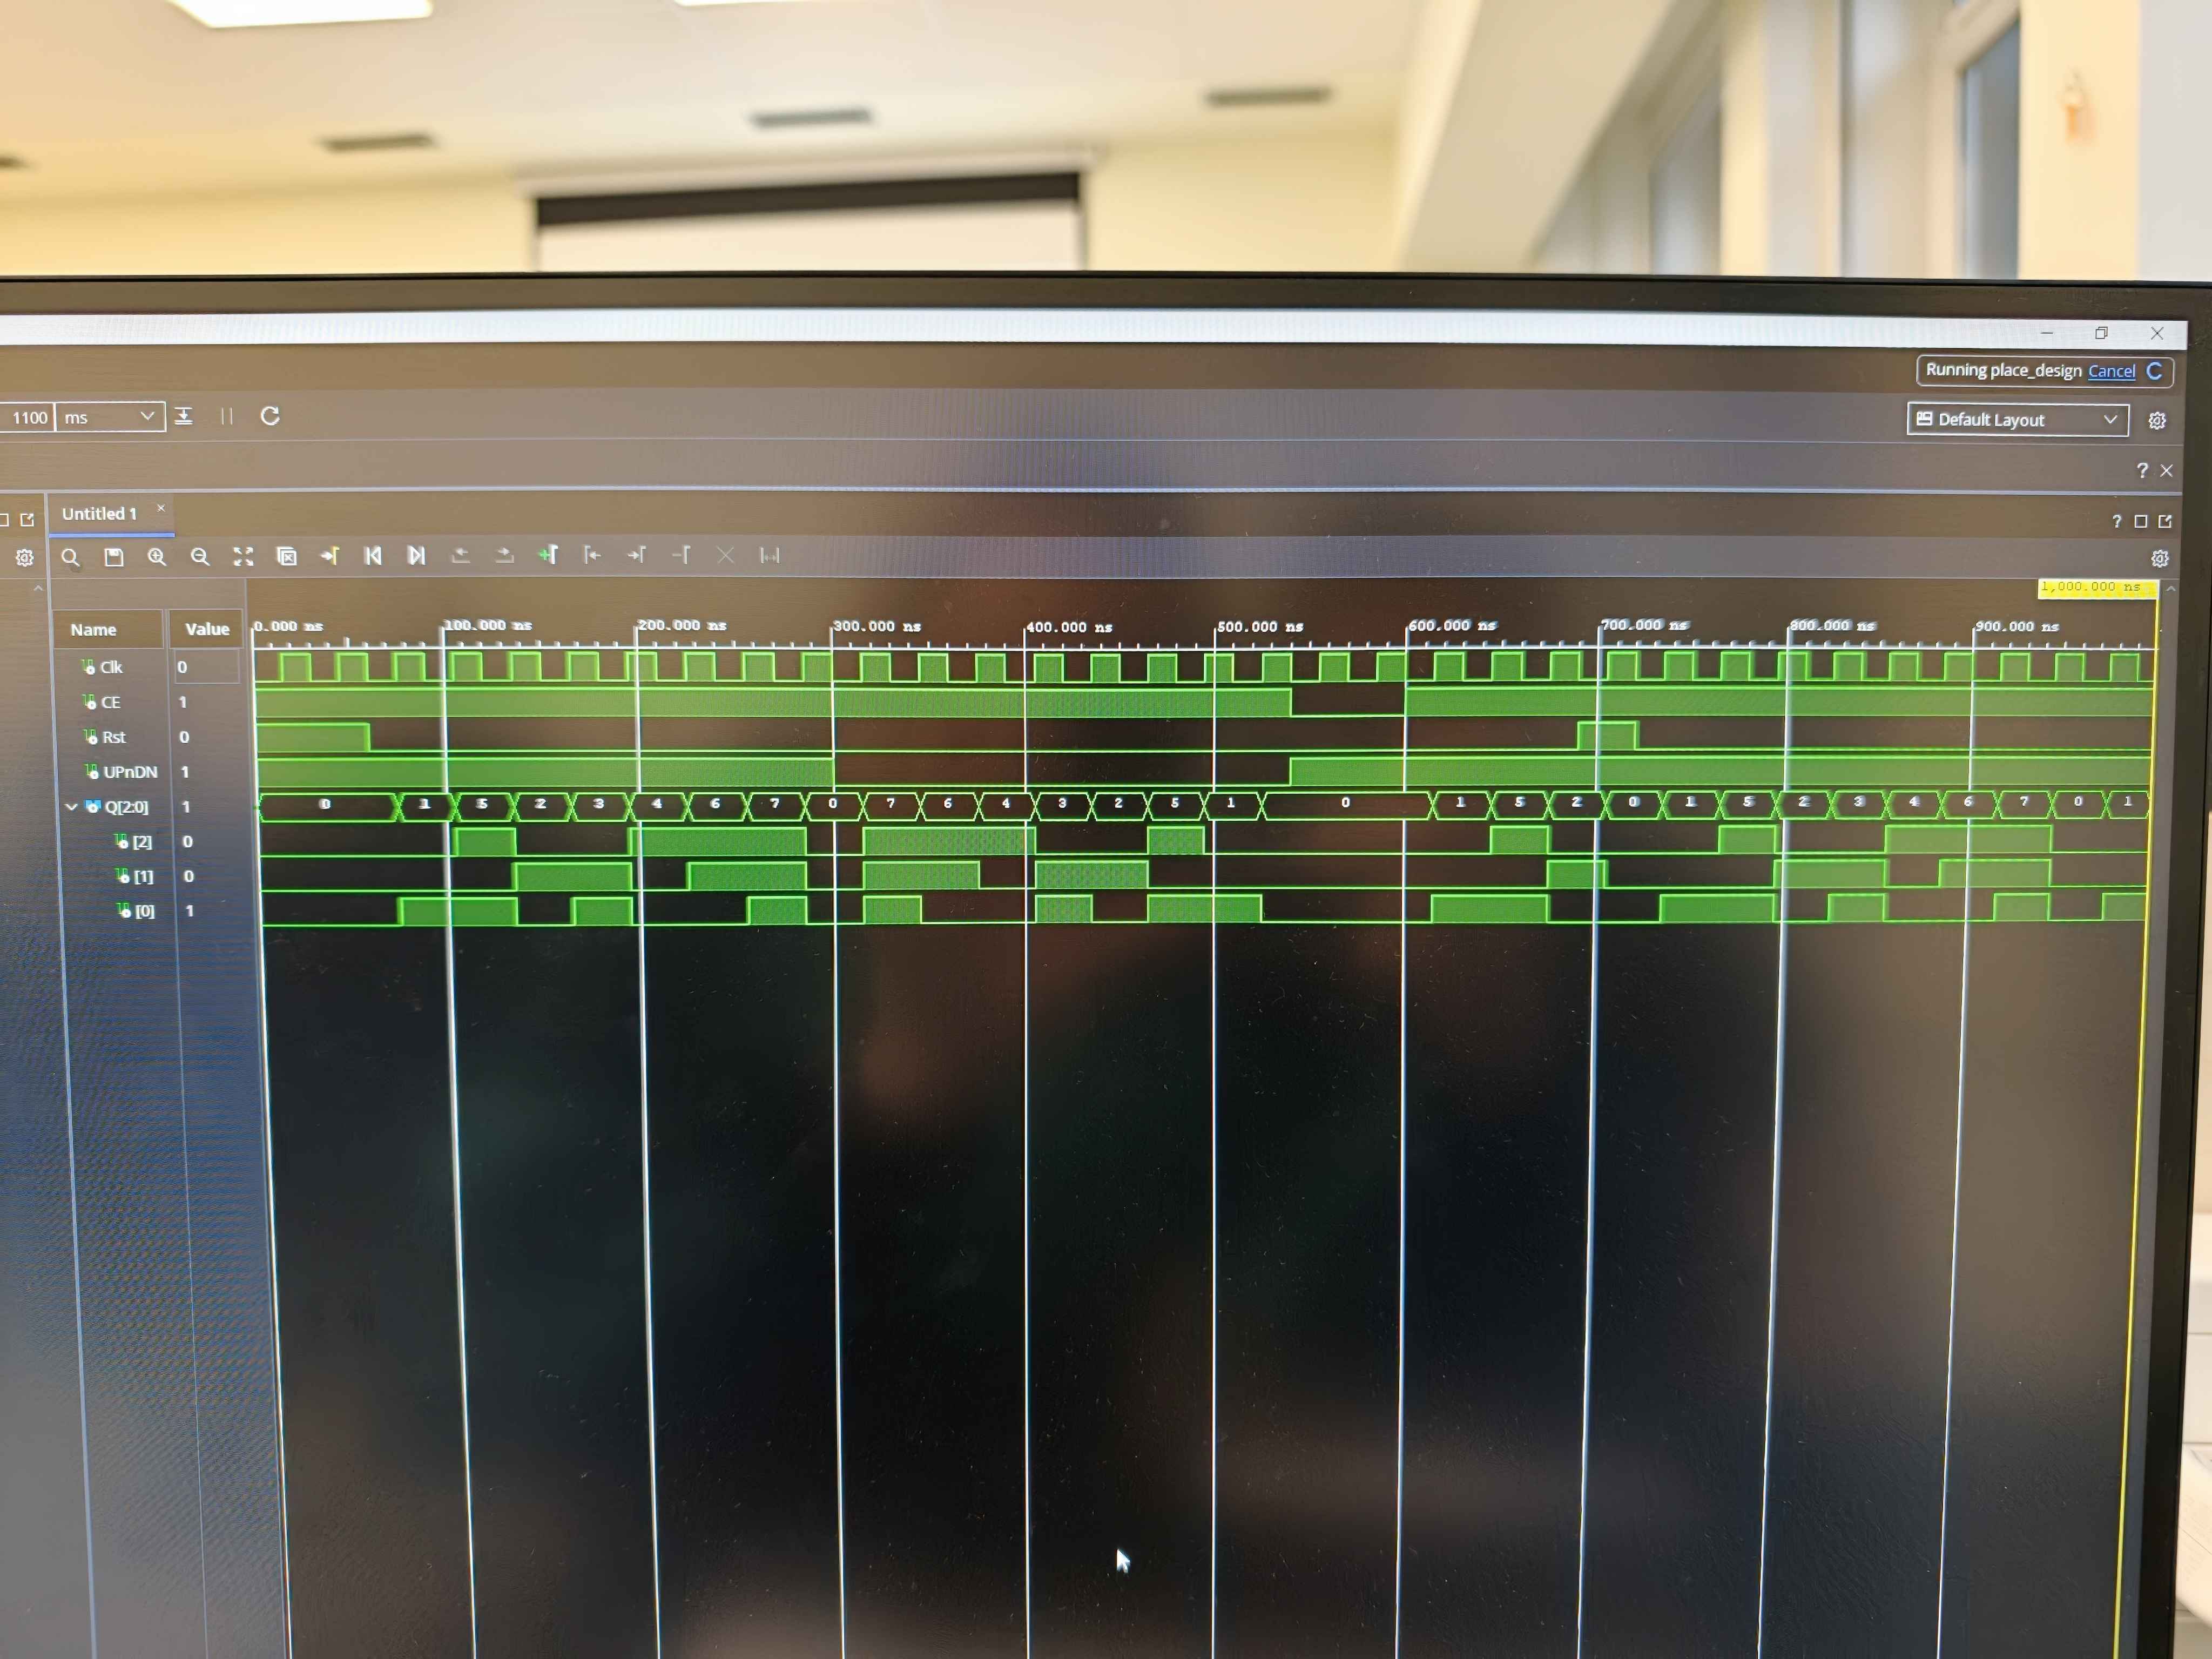 Running place_design Cancel
1100 ms
Default Layout
? ×
Untitled 1 ×
?
1,000.000 ns
Name Value 0.000 ns 100.000 ns 200.000 ns 300.000 ns 400.000 ns 500.000 ns 600.000 ns 700.000 ns 800.000 ns 900.000 ns
Clk 0
CE 1
Rst 0
UPnDN 1
Q[2:0] 1 0 1 5 2 3 4 6 7 0 7 6 4 3 2 5 1 0 1 5 2 0 1 5 2 3 4 6 7 0 1
[2] 0
[1] 0
[0] 1